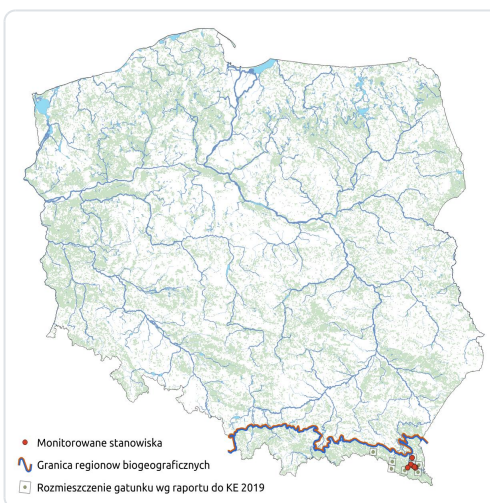 Monitorowane stanowiska
Granica regionow biogeograficznych
Rozmieszczenie gatunku wg raportu do KE 2019